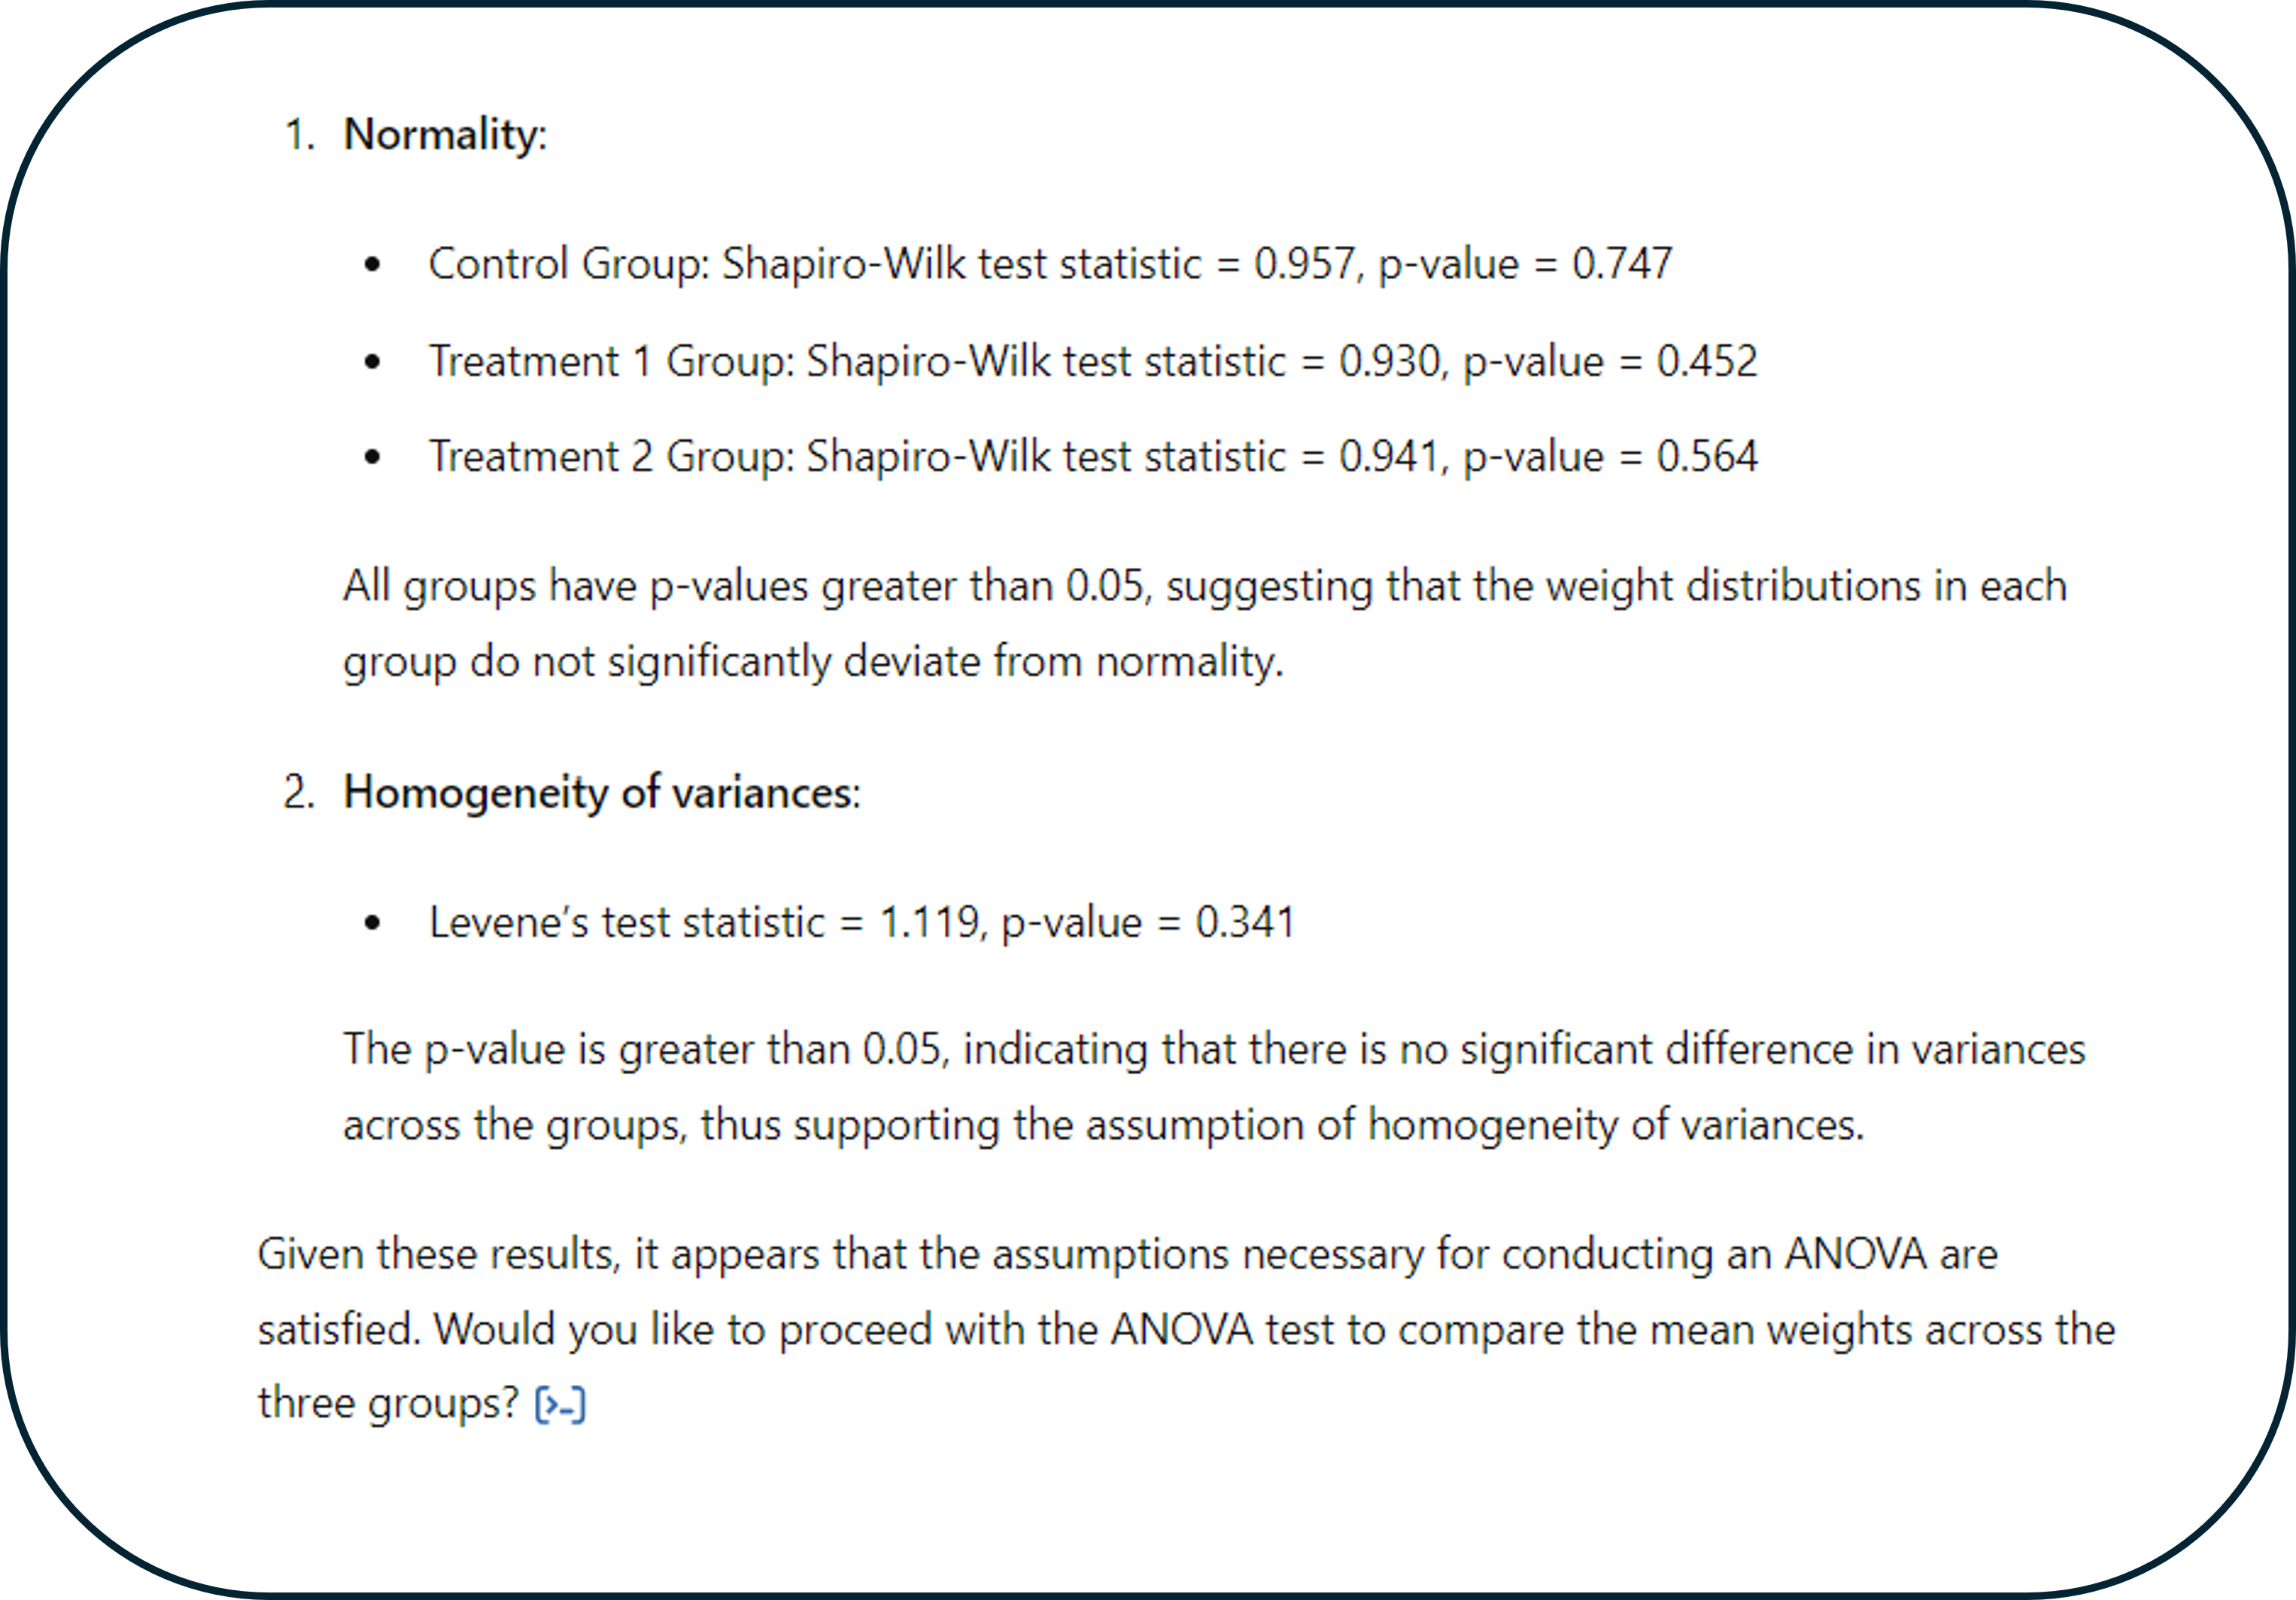 1. Normality:
• Control Group: Shapiro-Wilk test statistic = 0.957, p-value = 0.747
• Treatment 1 Group: Shapiro-Wilk test statistic = 0.930, p-value = 0.452
• Treatment 2 Group: Shapiro-Wilk test statistic = 0.941, p-value = 0.564
All groups have p-values greater than 0.05, suggesting that the weight distributions in each
group do not significantly deviate from normality.
2. Homogeneity of variances:
• Levene’s test statistic = 1.119, p-value = 0.341
The p-value is greater than 0.05, indicating that there is no significant difference in variances
across the groups, thus supporting the assumption of homogeneity of variances.
Given these results, it appears that the assumptions necessary for conducting an ANOVA are
satisfied. Would you like to proceed with the ANOVA test to compare the mean weights across the
three groups? [>-]